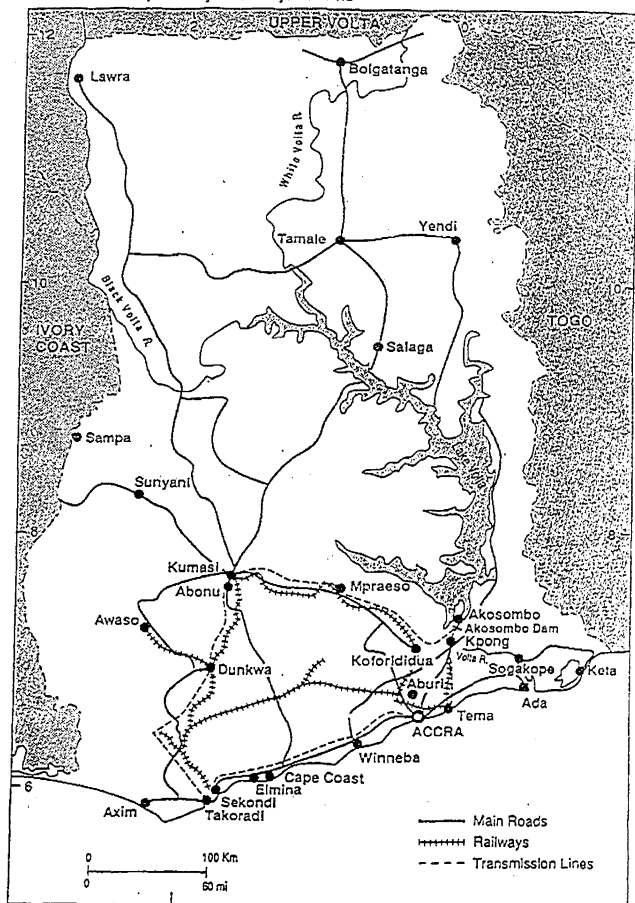 UPPER VOLTA
12
2
0
Lawra
Bolgatanga
White Volta R.
Tamale
Yendi
10
10
Black Volta R.
IVORY
COAST
TOGO
Salaga
Sampa
Sunyani
8
8
Kumasi
Abonu
Mpraeso
Awaso
Akosombo
Akosombo Dam
Kpong
Koforididua
Volta R.
Sogakope
Keta
Dunkwa
Aburi
Ada
Tema
ACCRA
Winneba
Cape Coast
Elmina
6
Sekondi
Takoradi
Axim
Main Roads
Railways
Transmission Lines
0
100 Km
0
60 mi